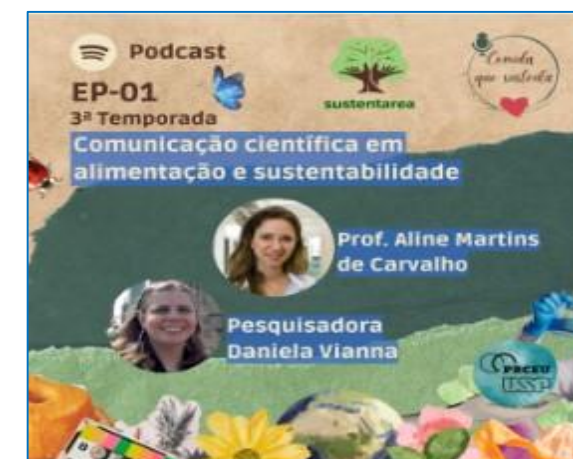 Podcast
EP-01
3ª Temporada
sustentarea
Comida
que sustenta
Comunicação científica em
alimentação e sustentabilidade
Prof. Aline Martins
de Carvalho
Pesquisadora
Daniela Vianna
PRCEU
USP